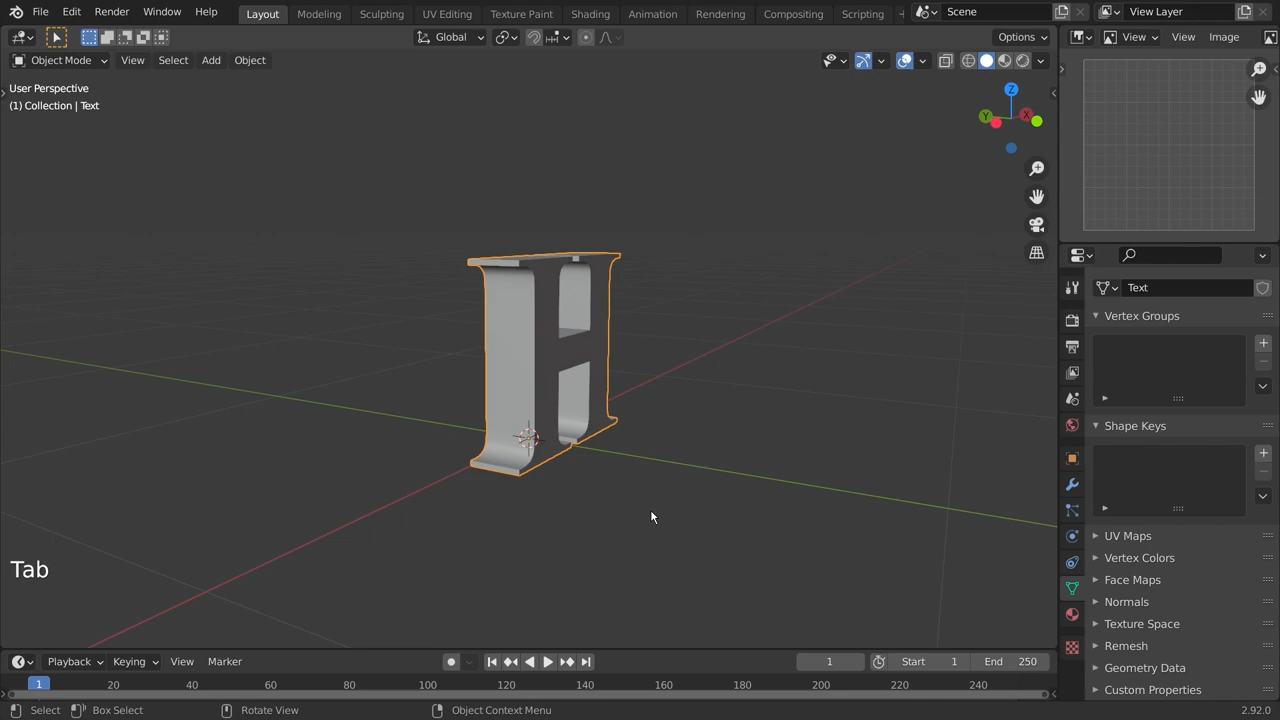 File Edit Render Window Help Layout Modeling Sculpting UV Editing Texture Paint Shading Animation Rendering Compositing Scripting Scene View Layer
Global Options View View Image
Object Mode View Select Add Object
User Perspective
(1) Collection | Text
Z
Y
X
Text
Vertex Groups
Shape Keys
UV Maps
Vertex Colors
Face Maps
Normals
Texture Space
Remesh
Geometry Data
Custom Properties
Tab
Playback Keying View Marker 1 Start 1 End 250
1 20 40 60 80 100 120 140 160 180 200 220 240
Select Box Select Rotate View Object Context Menu 2.92.0